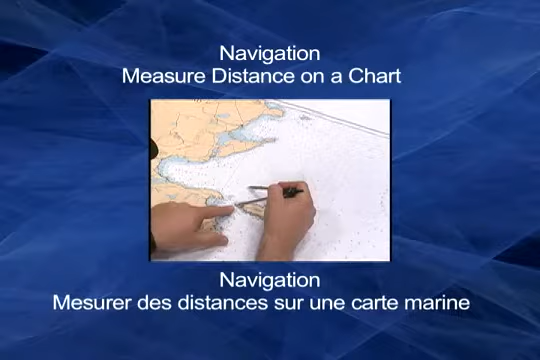 Navigation
Measure Distance on a Chart
Navigation
Mesurer des distances sur une carte marine